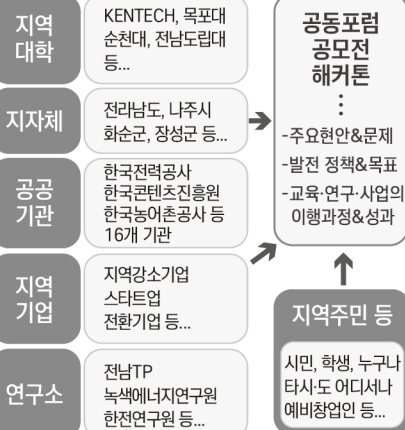 지역
대학
KENTECH, 목포대
순천대, 전남도립대
등...
지자체
전라남도, 나주시
화순군, 장성군 등...
공공
기관
한국전력공사
한국콘텐츠진흥원
한국농어촌공사 등
16개 기관
지역
기업
지역강소기업
스타트업
전환기업 등...
연구소
전남TP
녹색에너지연구원
한전연구원 등...
공동포럼
공모전
해커톤
⋮
-주요현안&문제
-발전 정책&목표
-교육·연구·사업의
이행과정&성과
지역주민 등
시민, 학생, 누구나
타시·도 어디서나
예비창업인 등...